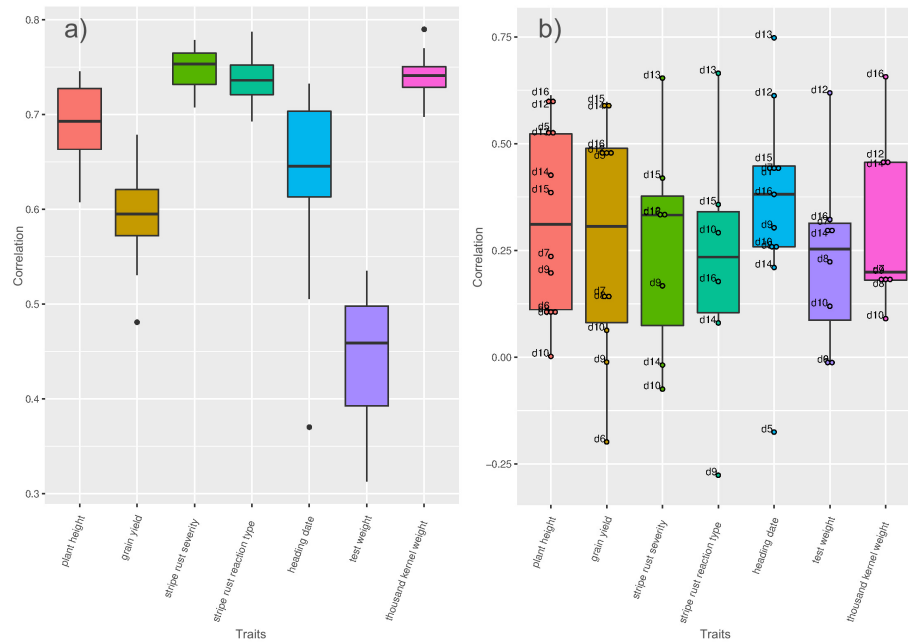 a)
0.8
0.7
0.6
0.5
0.4
0.3
Correlation
plant height
grain yield
stripe rust severity
stripe rust reaction type
heading date
test weight
thousand kernel weight
Traits
b)
0.75
0.50
0.25
0.00
−0.25
Correlation
d16
d12
d5
d14
d15
d7
d9
d6
d10
d15
d14
d16
d7
d10
d9
d6
d13
d15
d9
d14
d10
d13
d15
d10
d16
d14
d9
d13
d12
d15
d16
d9
d10
d14
d5
d12
d16
d14
d8
d10
d16
d12
d14
d8
d10
plant height
grain yield
stripe rust severity
stripe rust reaction type
heading date
test weight
thousand kernel weight
Traits